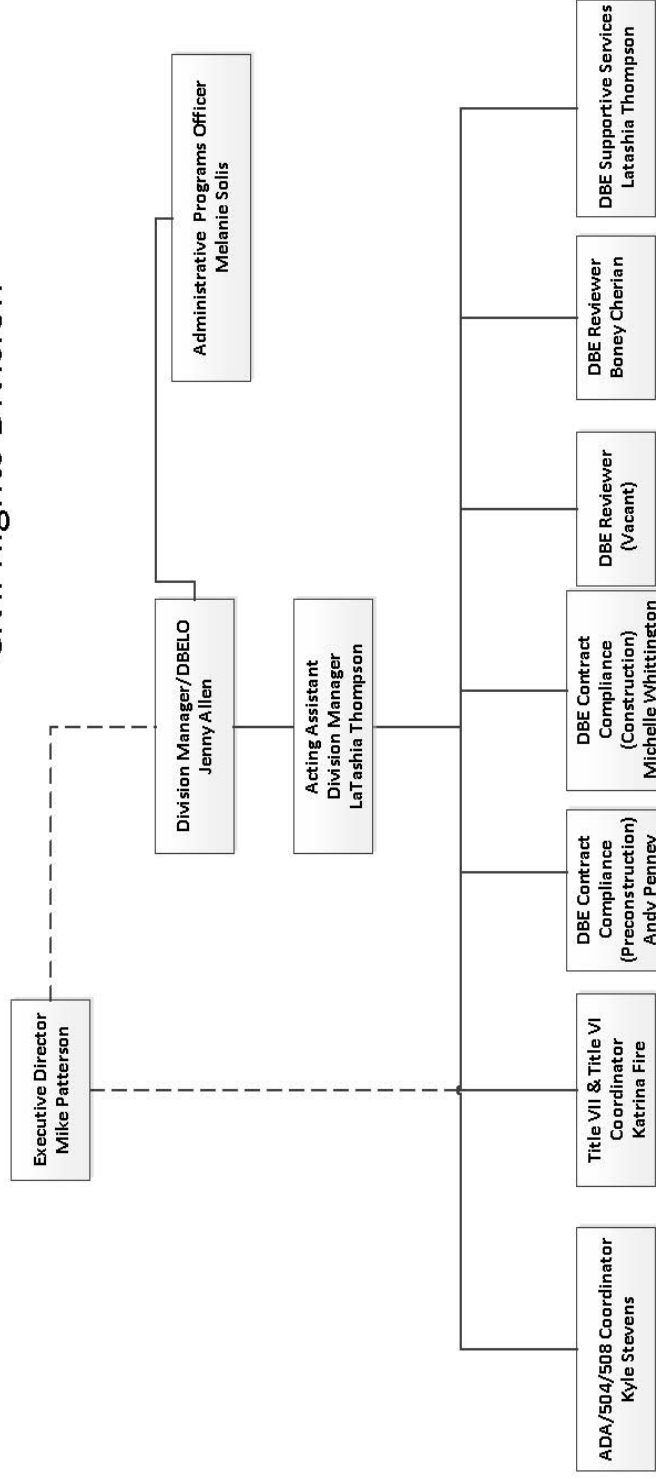 Rights Division
Executive Director
Mike Patterson
Division Manager/DBELO
Jenny Allen
Administrative Programs Officer
Melanie Solis
Acting Assistant
Division Manager
LaTashia Thompson
ADA/504/508 Coordinator
Kyle Stevens
Title VII & Title VI
Coordinator
Katrina Fire
DBE Contract
Compliance
(Preconstruction)
Andy Penney
DBE Contract
Compliance
(Construction)
Michelle Whittington
DBE Reviewer
(Vacant)
DBE Reviewer
Boney Cherian
DBE Supportive Services
Latashia Thompson